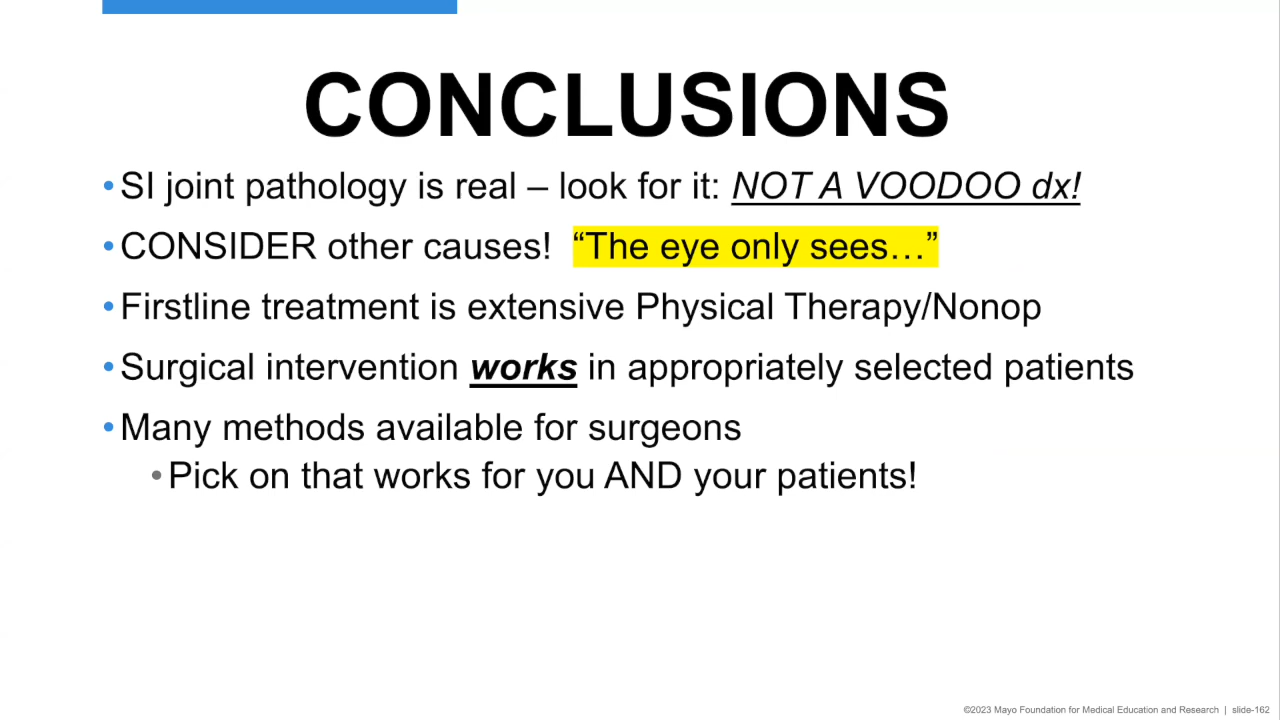 CONCLUSIONS
•SI joint pathology is real – look for it: NOT A VOODOO dx!
•CONSIDER other causes! “The eye only sees…”
•Firstline treatment is extensive Physical Therapy/Nonop
•Surgical intervention works in appropriately selected patients
•Many methods available for surgeons
•Pick on that works for you AND your patients!
©2023 Mayo Foundation for Medical Education and Research | slide-162